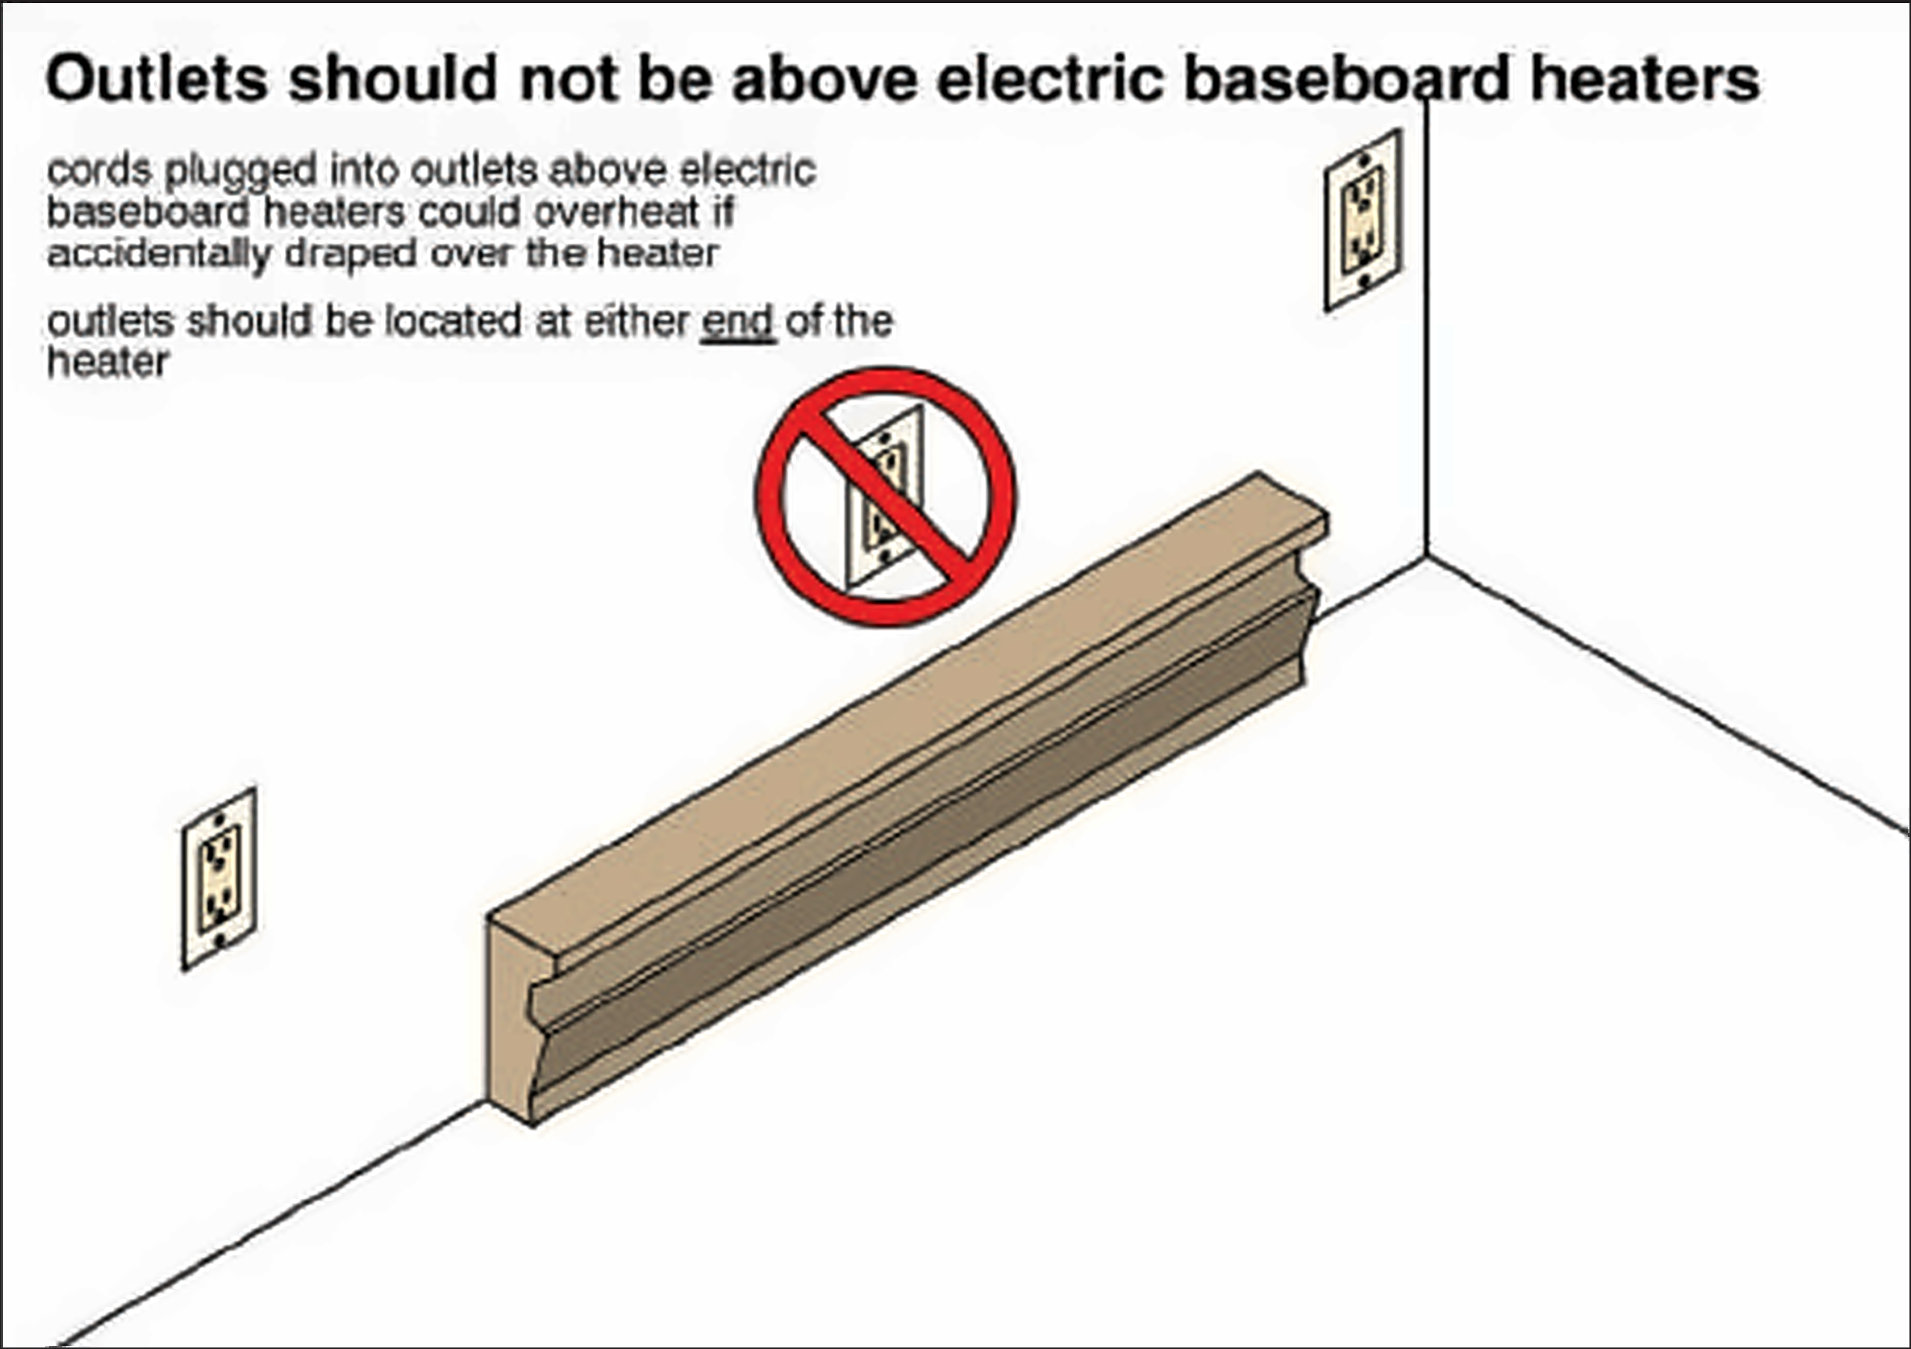 Outlets should not be above electric baseboard heaters
cords plugged into outlets above electric
baseboard heaters could overheat if
accidentally draped over the heater
outlets should be located at either end of the
heater